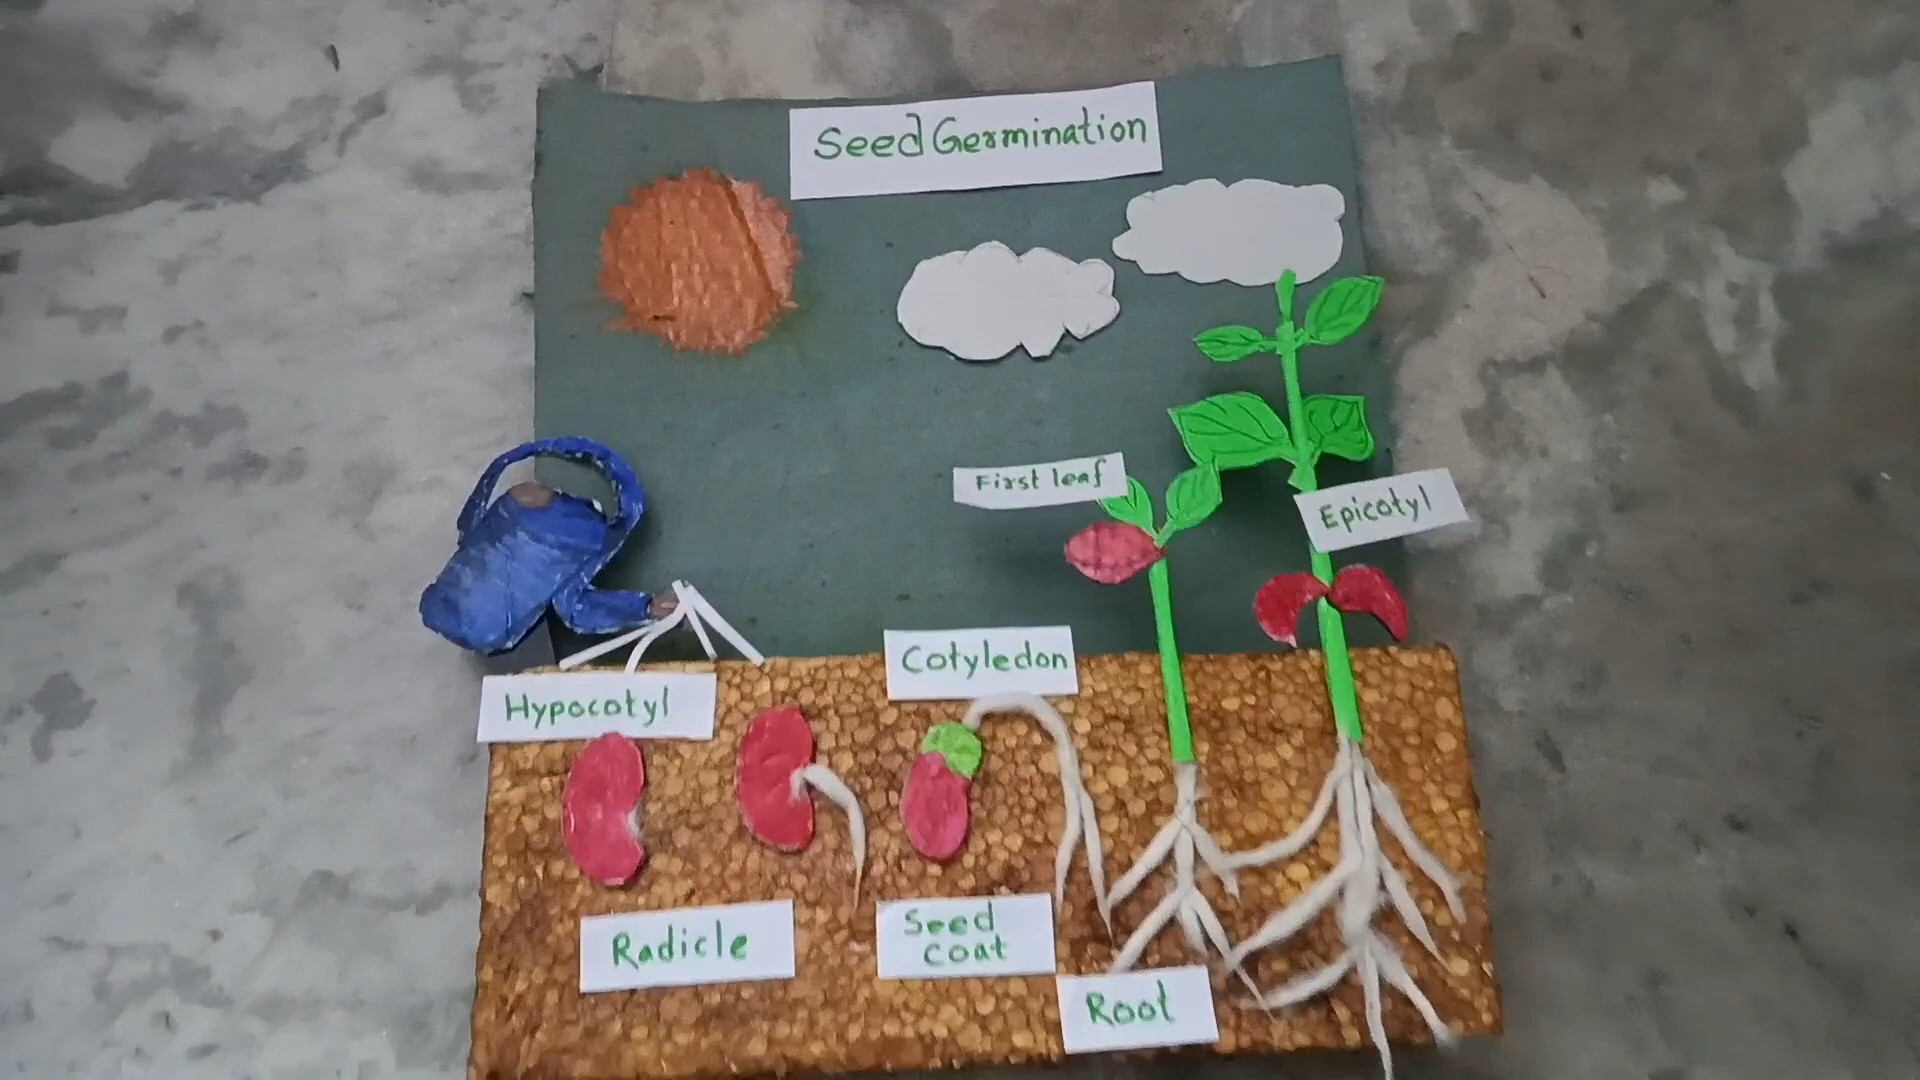 Seed Germination
First leaf
Epicotyl
Cotyledon
Hypocotyl
Radicle
Seed
coat
Root